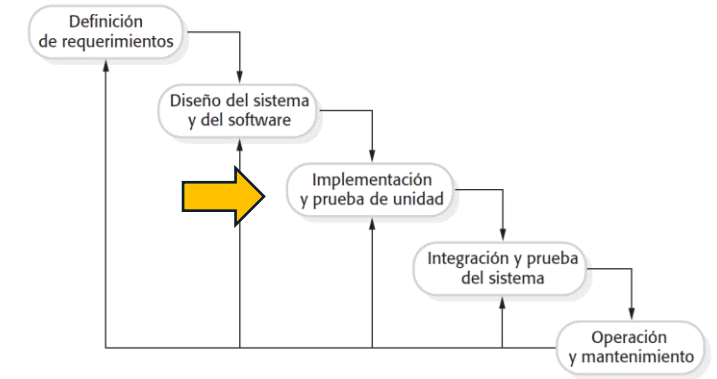 Definición
de requerimientos
Diseño del sistema
y del software
Implementación
y prueba de unidad
Integración y prueba
del sistema
Operación
y mantenimiento